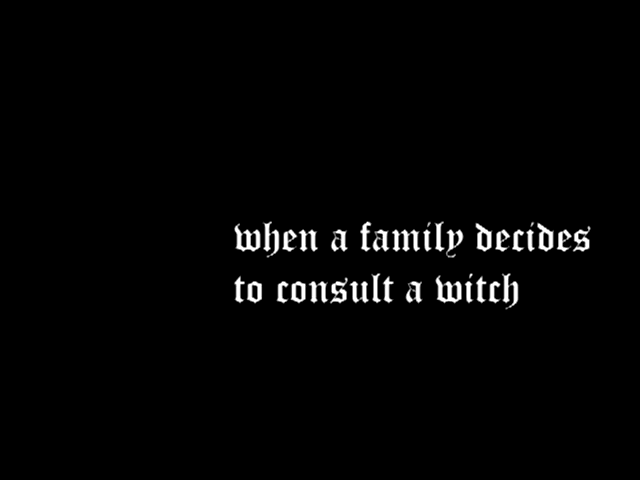 when a family decides
to consult a witch